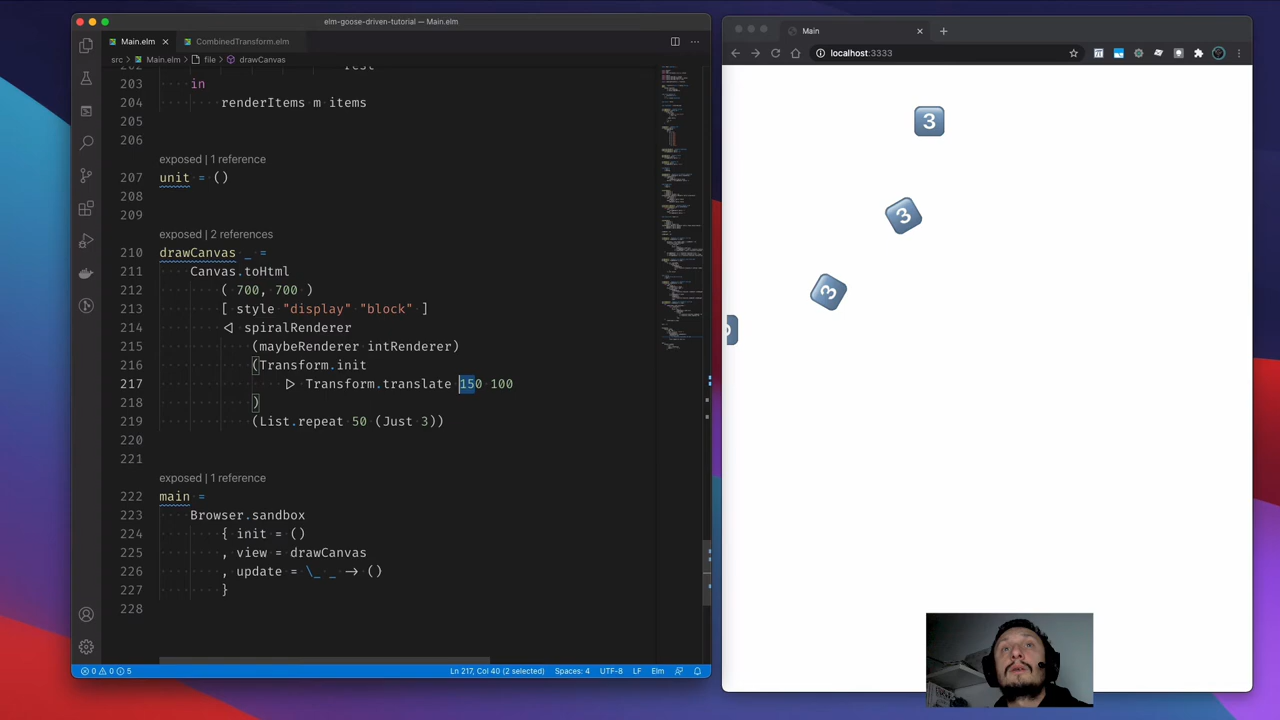 elm-goose-driven-tutorial — Main.elm
Main.elm
CombinedTransform.elm
src > Main.elm > file > drawCanvas
203 in
204 renderItems m items
205
206
exposed | 1 reference
207 unit = ()
208
209
exposed | 2 references
210 drawCanvas _ =
211 Canvas.toHtml
212 ( 700, 700 )
213 [ style "display" "block" ]
214 <| spiralRenderer
215 (maybeRenderer intRenderer)
216 (Transform.init
217 |> Transform.translate 150 100
218 )
219 (List.repeat 50 (Just 3))
220
221
exposed | 1 reference
222 main =
223 Browser.sandbox
224 { init = ()
225 , view = drawCanvas
226 , update = \_ _ -> ()
227 }
228
0 0 5
Ln 217, Col 40 (2 selected)
Spaces: 4
UTF-8
LF
Elm
Main
localhost:3333
3
3
3